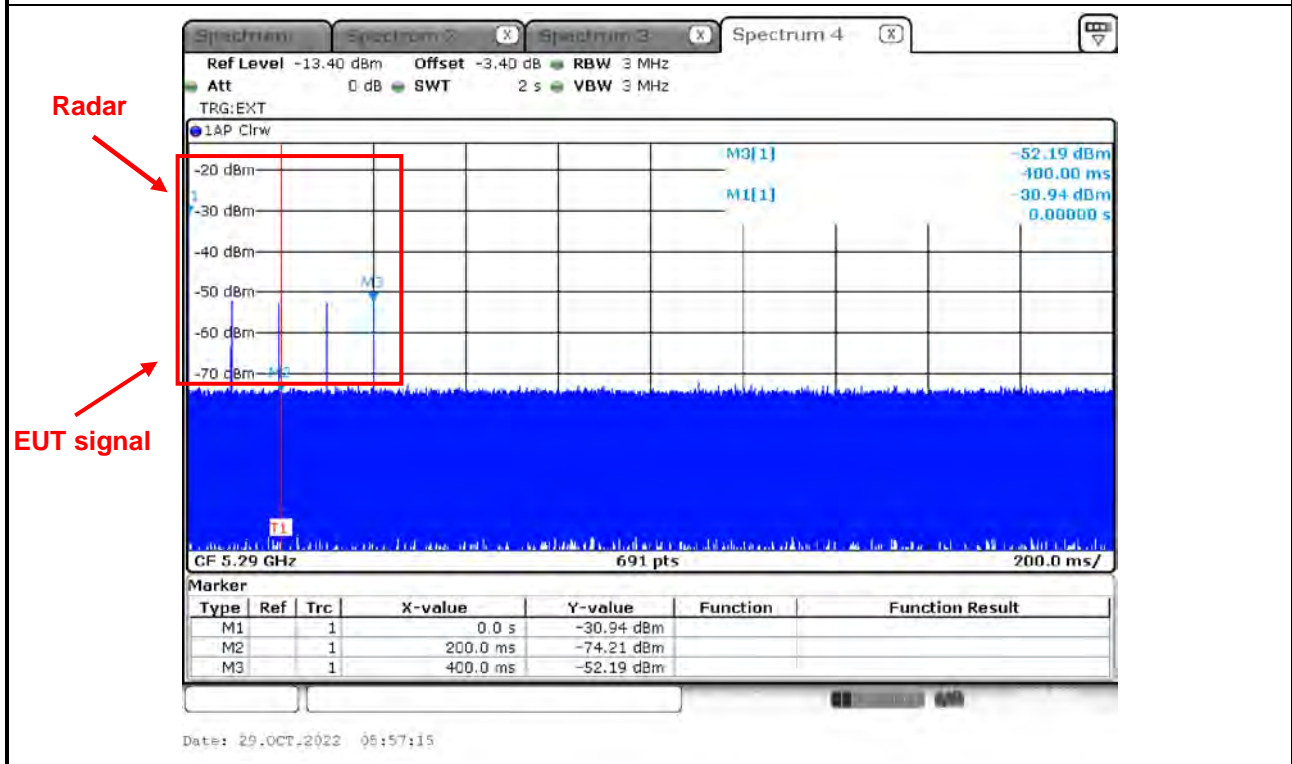 Spectrum 4
Ref Level -13.40 dBm Offset -3.40 dB RBW 3 MHz
Att 0 dB SWT 2 s VBW 3 MHz
TRG:EXT
Radar
1AP Clrw
M3[1] -52.19 dBm
400.00 ms
M1[1] -30.94 dBm
0.00000 s
-20 dBm
-30 dBm
-40 dBm
M3
-50 dBm
-60 dBm
-70 dBm
M2
EUT signal
T1
CF 5.29 GHz 691 pts 200.0 ms/
Marker
Type Ref Trc X-value Y-value Function Function Result
M1 1 0.0 s -30.94 dBm
M2 1 200.0 ms -74.21 dBm
M3 1 400.0 ms -52.19 dBm
Date: 29.OCT.2022